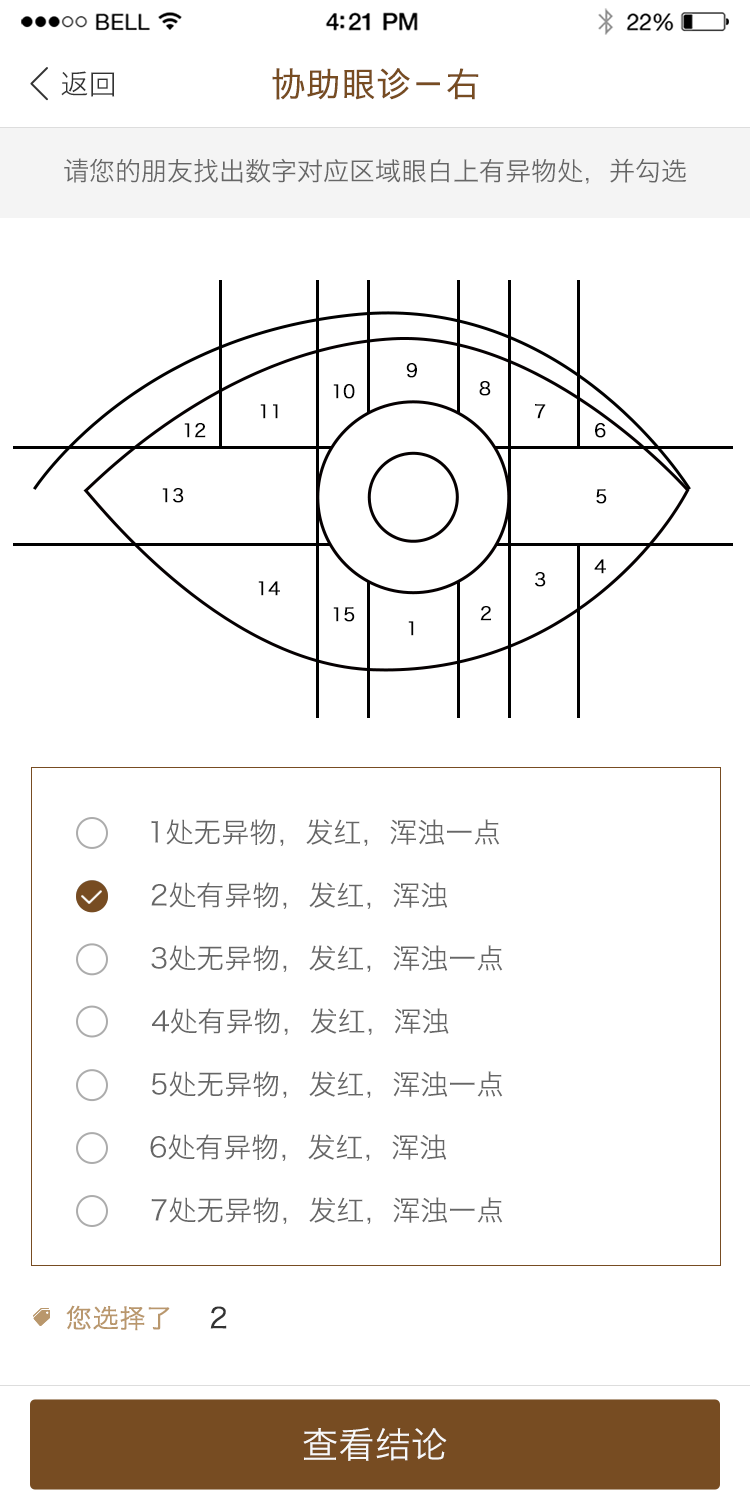 BELL 4:21 PM 22%
返回 协助眼诊－右
请您的朋友找出数字对应区域眼白上有异物处，并勾选
9
10 8
11 7
12 6
13 5
14 3 4
15 1 2
1处无异物，发红，浑浊一点
2处有异物，发红，浑浊
3处无异物，发红，浑浊一点
4处有异物，发红，浑浊
5处无异物，发红，浑浊一点
6处有异物，发红，浑浊
7处无异物，发红，浑浊一点
您选择了 2
查看结论